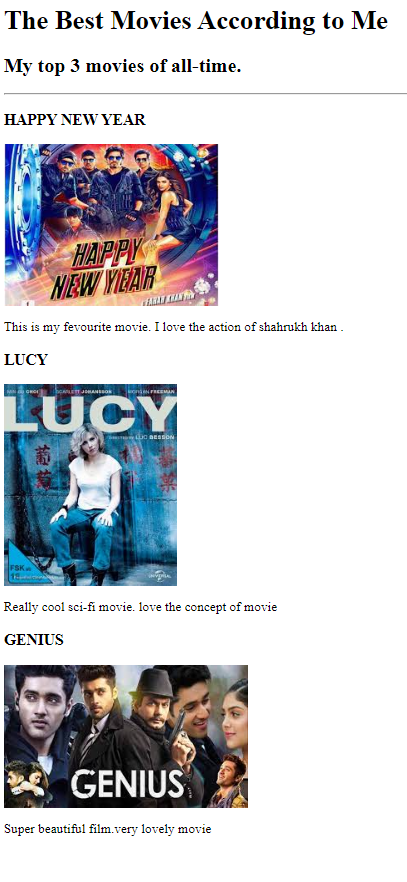 The Best Movies According to Me
My top 3 movies of all-time.
HAPPY NEW YEAR
HAPPY
NEW YEAR
A FARAH KHAN FILM
This is my fevourite movie. I love the action of shahrukh khan .
LUCY
SCARLETT JOHANSSON MORGAN FREEMAN
LUCY
LUC BESSON
FSK
UNIVERSAL
Really cool sci-fi movie. love the concept of movie
GENIUS
GENIUS
Super beautiful film.very lovely movie